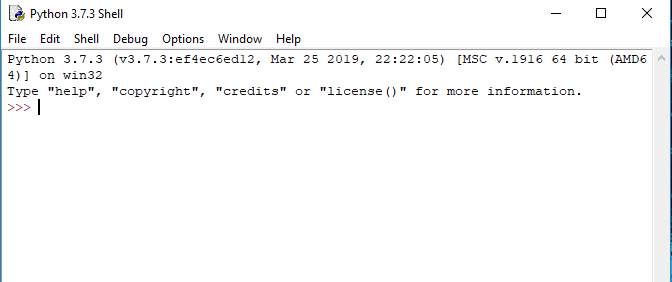 Python 3.7.3 Shell
File Edit Shell Debug Options Window Help
Python 3.7.3 (v3.7.3:ef4ec6ed12, Mar 25 2019, 22:22:05) [MSC v.1916 64 bit (AMD6
4)] on win32
Type "help", "copyright", "credits" or "license()" for more information.
>>>